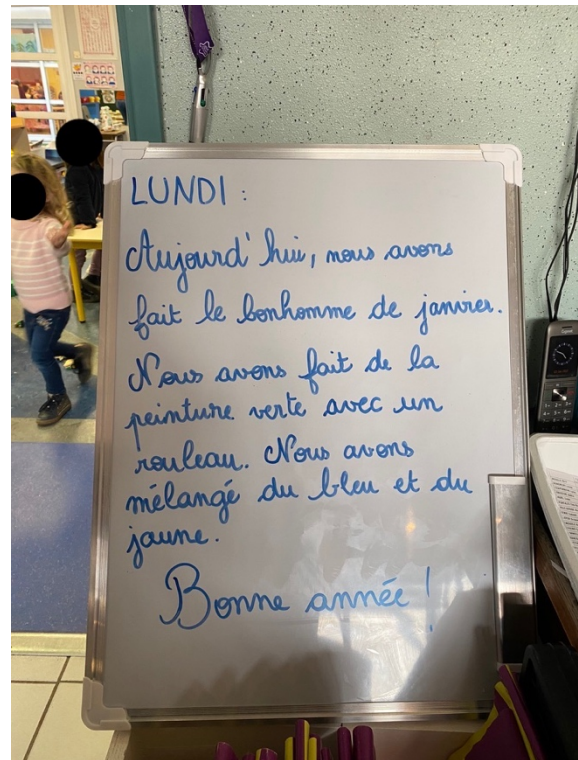 LUNDI :
Aujourd'hui, nous avons
fait le bonhomme de janvier.
Nous avons fait de la
peinture verte avec un
rouleau. Nous avons
mélangé du bleu et du
jaune.
Bonne année !